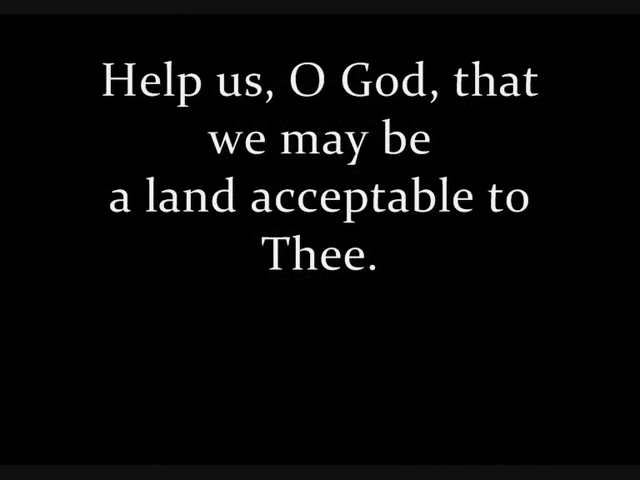 Help us, O God, that
we may be
a land acceptable to
Thee.